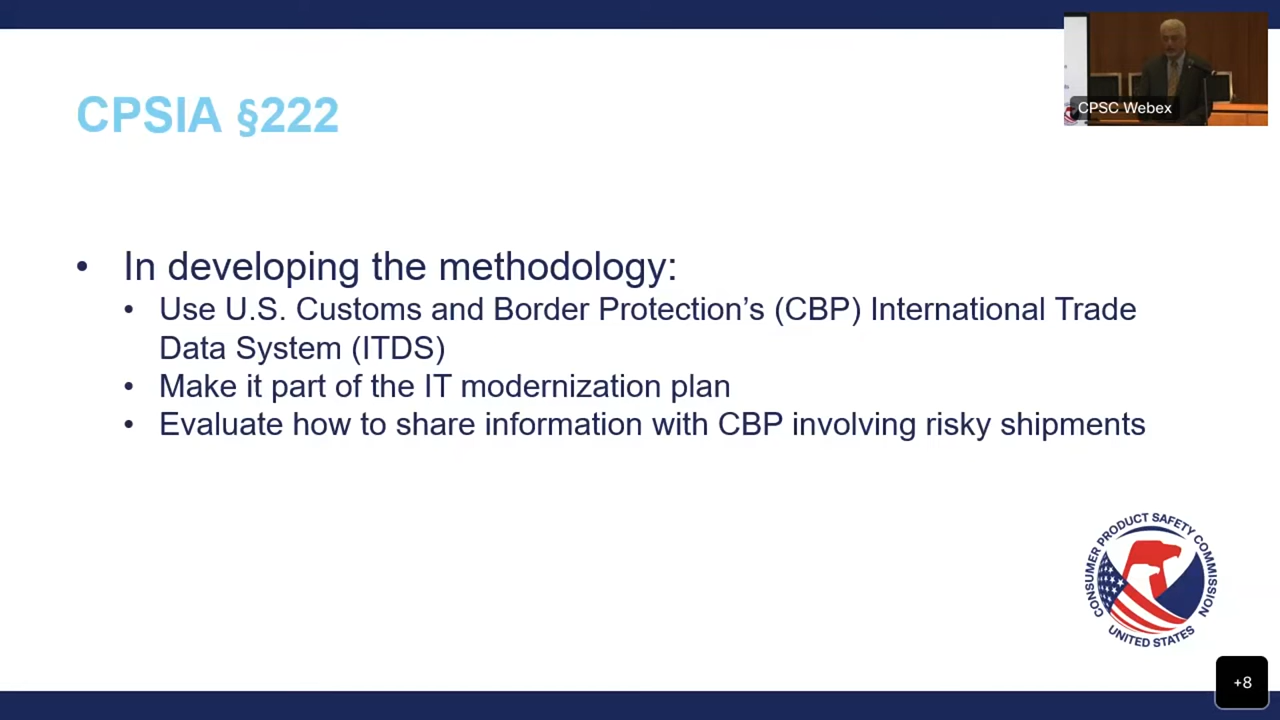 CPSIA §222
CPSC Webex
• In developing the methodology:
• Use U.S. Customs and Border Protection’s (CBP) International Trade
Data System (ITDS)
• Make it part of the IT modernization plan
• Evaluate how to share information with CBP involving risky shipments
CONSUMER PRODUCT SAFETY COMMISSION
UNITED STATES
+8